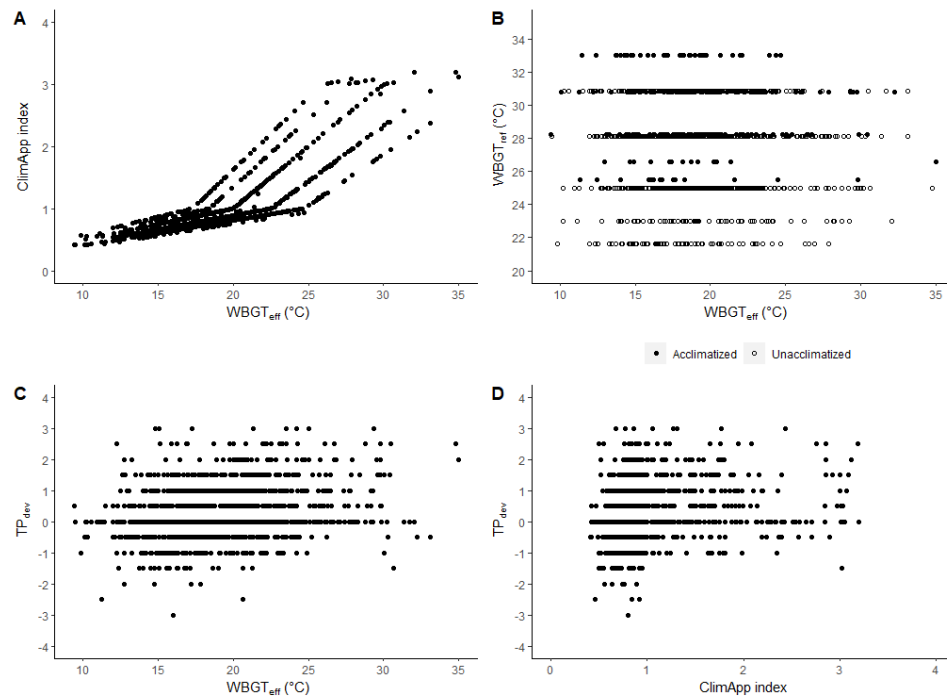 A
4
3
2
1
0
ClimApp index
10 15 20 25 30 35
WBGTeff (°C)
B
34
32
30
28
26
24
22
20
WBGTref (°C)
10 15 20 25 30 35
WBGTeff (°C)
Acclimatized Unacclimatized
C
4
3
2
1
0
-1
-2
-3
-4
TPdev
10 15 20 25 30 35
WBGTeff (°C)
D
4
3
2
1
0
-1
-2
-3
-4
TPdev
0 1 2 3 4
ClimApp index